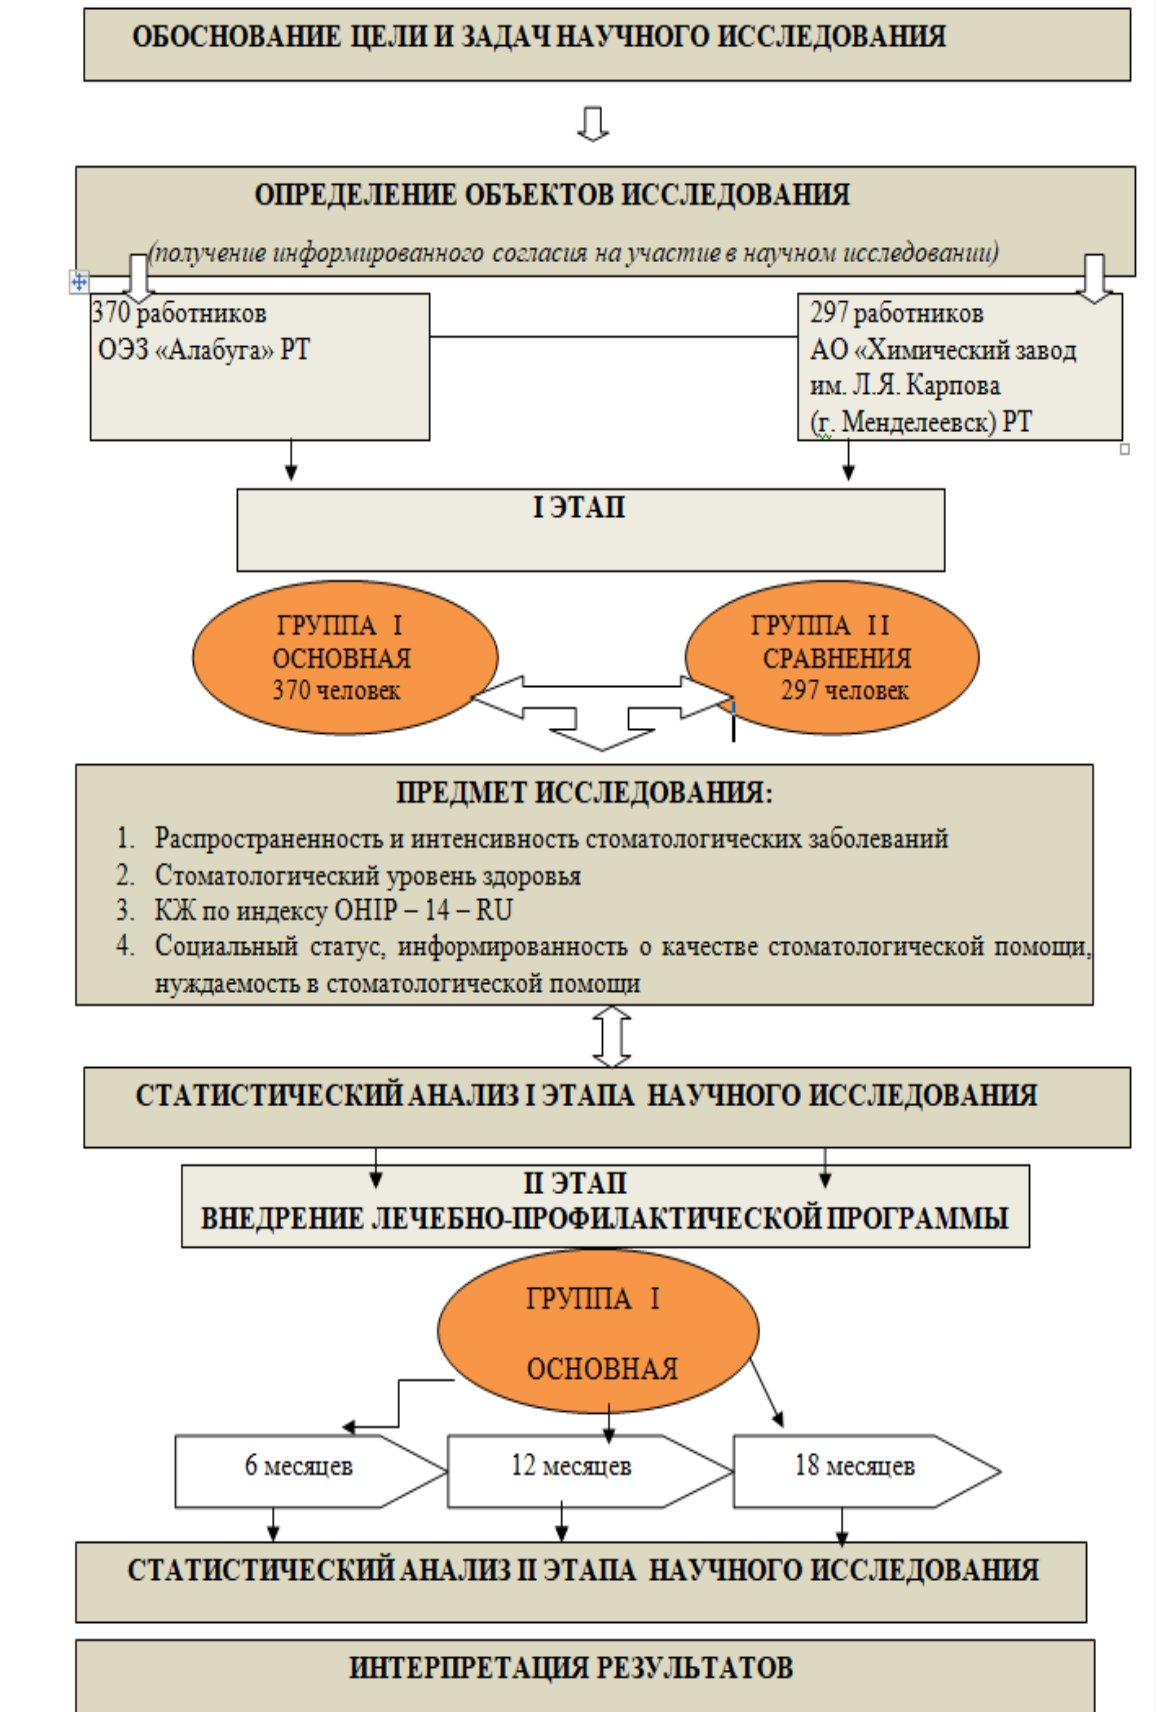 ОБОСНОВАНИЕ ЦЕЛИ И ЗАДАЧ НАУЧНОГО ИССЛЕДОВАНИЯ
ОПРЕДЕЛЕНИЕ ОБЪЕКТОВ ИССЛЕДОВАНИЯ
(получение информированного согласия на участие в научном исследовании)
370 работников
ОЭЗ «Алабуга» РТ
297 работников
АО «Химический завод
им. Л.Я. Карпова
(г. Менделеевск) РТ
I ЭТАП
ГРУППА I
ОСНОВНАЯ
370 человек
ГРУППА II
СРАВНЕНИЯ
297 человек
ПРЕДМЕТ ИССЛЕДОВАНИЯ:
1. Распространенность и интенсивность стоматологических заболеваний
2. Стоматологический уровень здоровья
3. КЖ по индексу OHIP – 14 – RU
4. Социальный статус, информированность о качестве стоматологической помощи,
нуждаемость в стоматологической помощи
СТАТИСТИЧЕСКИЙ АНАЛИЗ I ЭТАПА НАУЧНОГО ИССЛЕДОВАНИЯ
II ЭТАП
ВНЕДРЕНИЕ ЛЕЧЕБНО-ПРОФИЛАКТИЧЕСКОЙ ПРОГРАММЫ
ГРУППА I
ОСНОВНАЯ
6 месяцев
12 месяцев
18 месяцев
СТАТИСТИЧЕСКИЙ АНАЛИЗ II ЭТАПА НАУЧНОГО ИССЛЕДОВАНИЯ
ИНТЕРПРЕТАЦИЯ РЕЗУЛЬТАТОВ